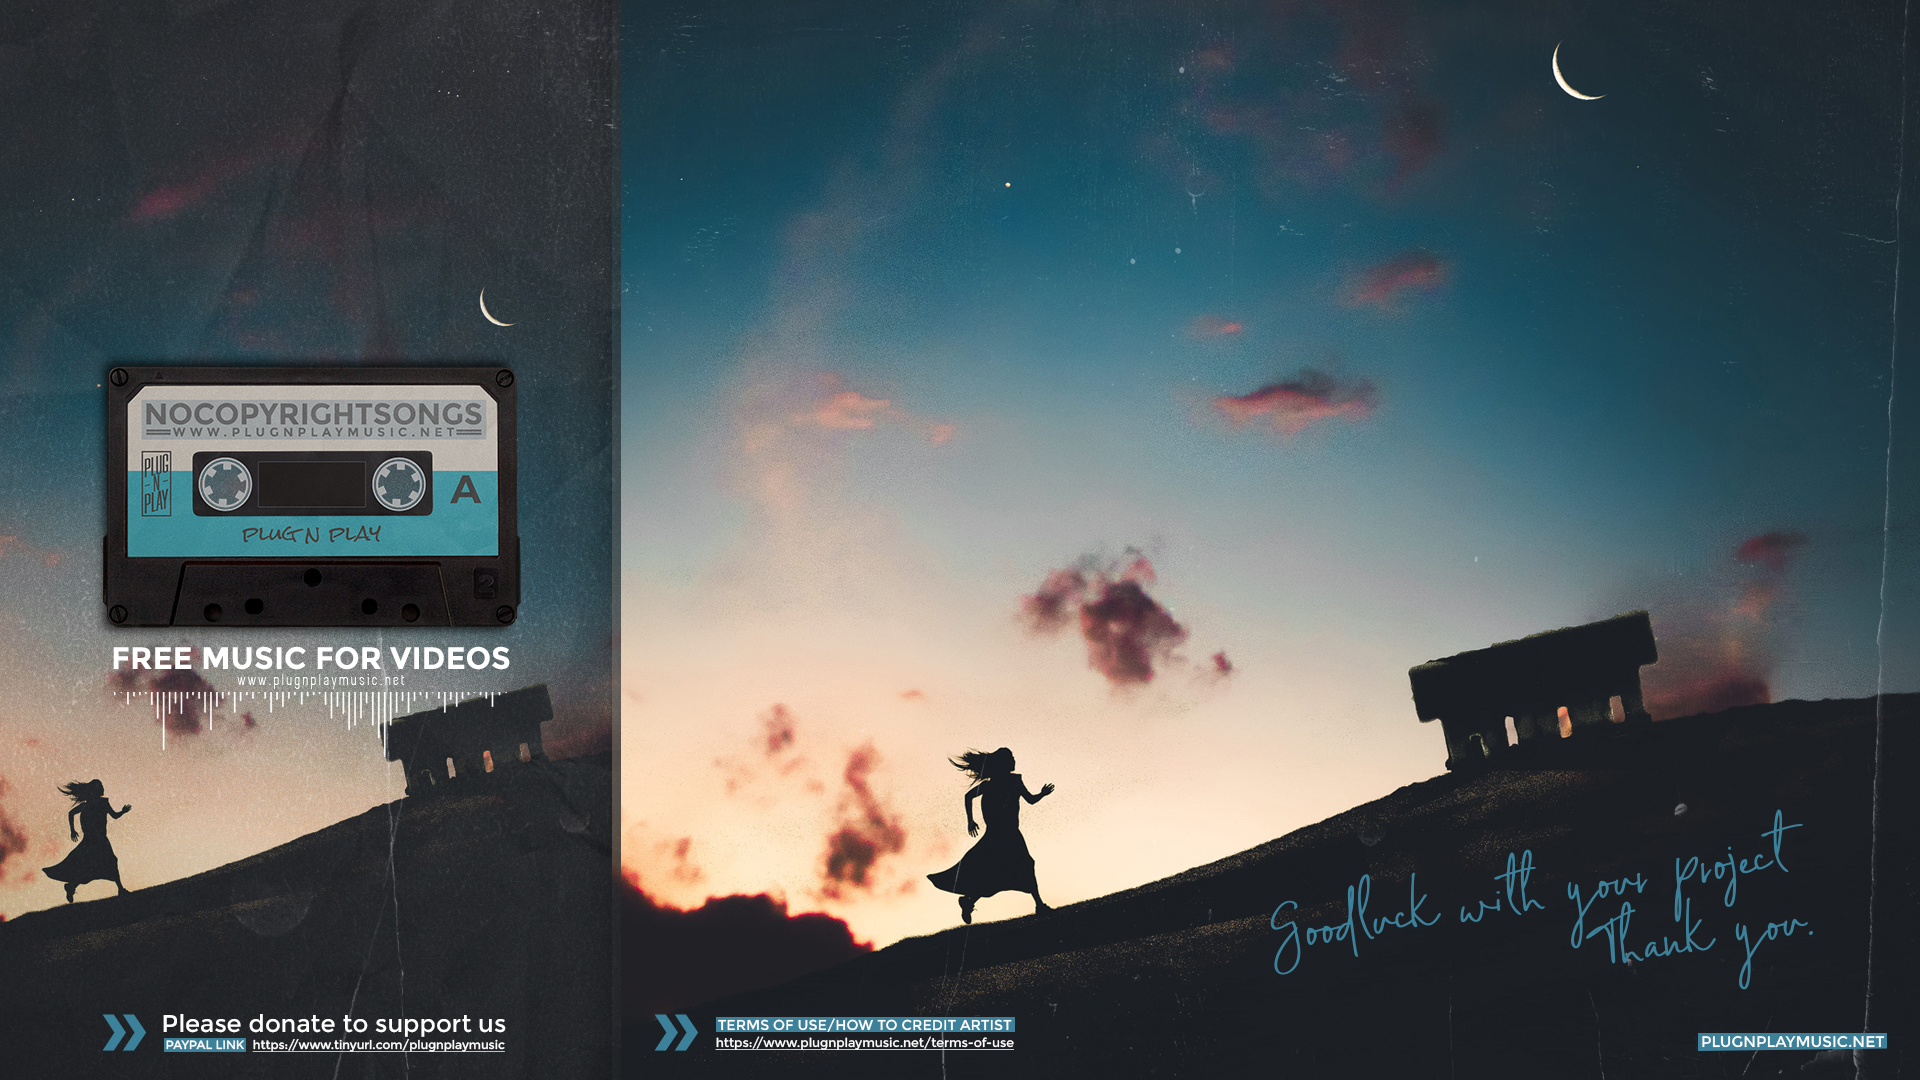 NOCOPYRIGHTSONGS
WWW.PLUGNPLAYMUSIC.NET
PLUG
-N-
PLAY
A
PLUG N PLAY
2
FREE MUSIC FOR VIDEOS
www.plugnplaymusic.net
Goodluck with your project
Thank you.
Please donate to support us
PAYPAL LINK https://www.tinyurl.com/plugnplaymusic
TERMS OF USE/HOW TO CREDIT ARTIST
https://www.plugnplaymusic.net/terms-of-use
PLUGNPLAYMUSIC.NET